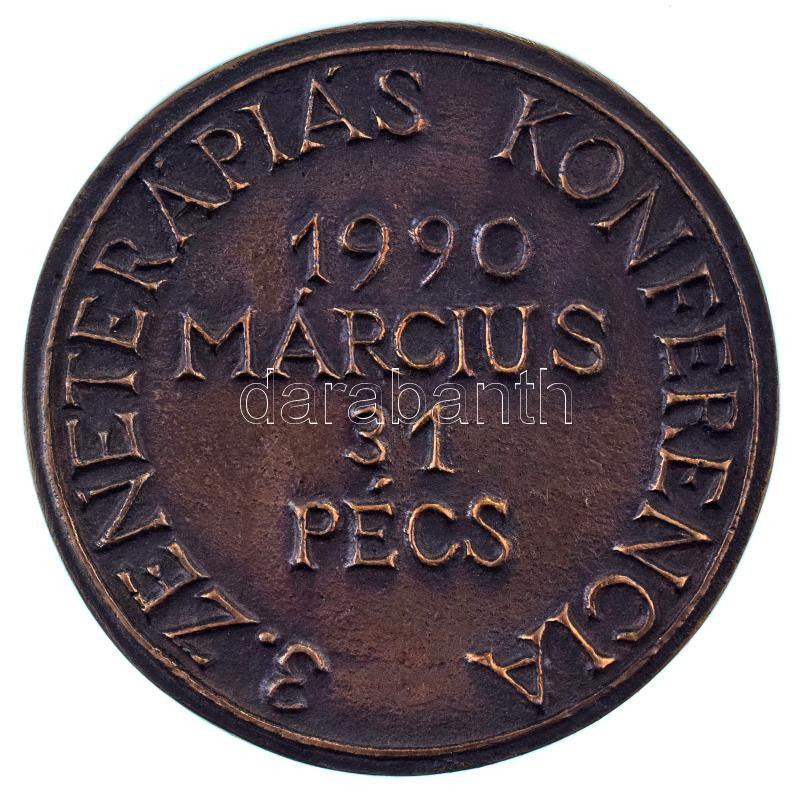 3. ZENETERÁPIÁS KONFERENCIA
1990
MÁRCIUS
darabanth
31
PÉCS